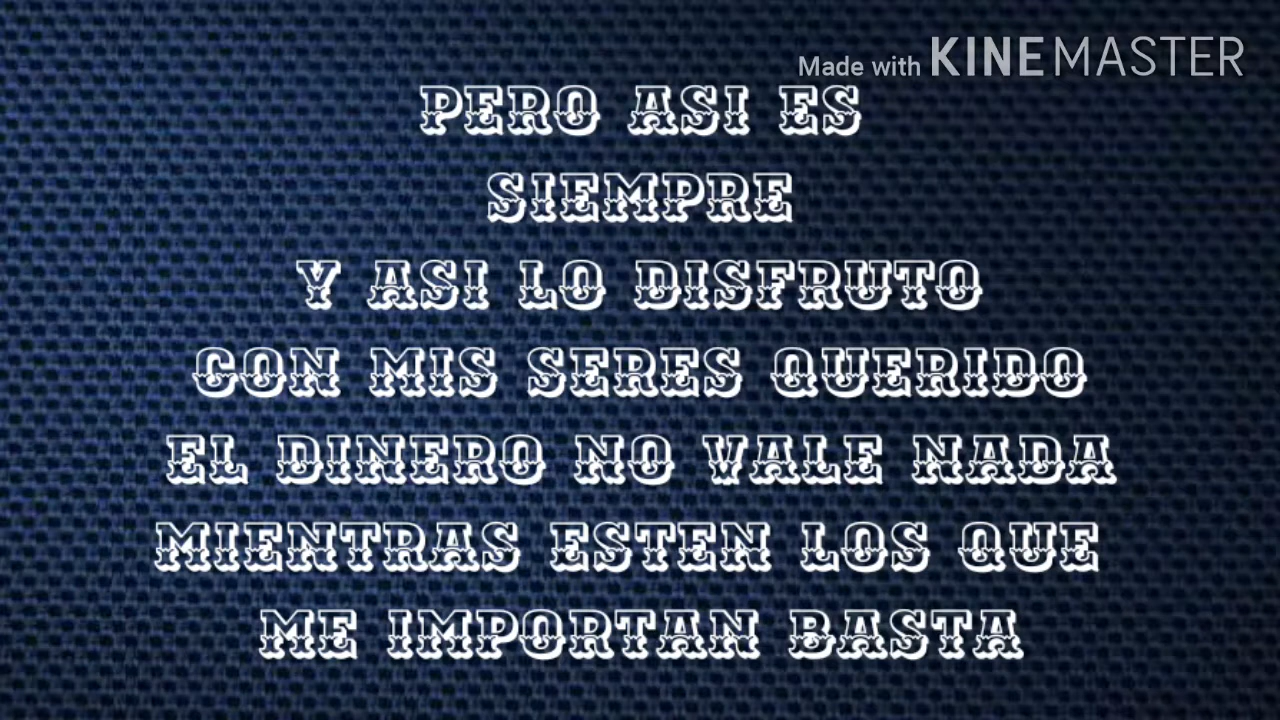 Made with KINEMASTER
PERO ASI ES
SIEMPRE
Y ASI LO DISFRUTO
CON MIS SERES QUERIDO
EL DINERO NO VALE NADA
MIENTRAS ESTEN LOS QUE
ME IMPORTAN BASTA